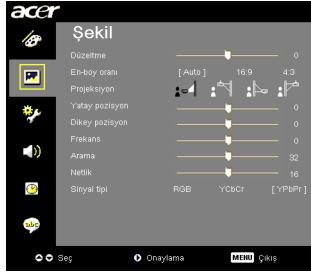 acer
Şekil
Düzeltme 0
En-boy oranı [ Auto ] 16:9 4:3
Projeksiyon
Yatay pozisyon 0
Dikey pozisyon 0
Frekans 0
Arama 32
Netlik 16
Sinyal tipi RGB YCbCr [ YPbPr ]
abc
Seç Onaylama MENU Çıkış